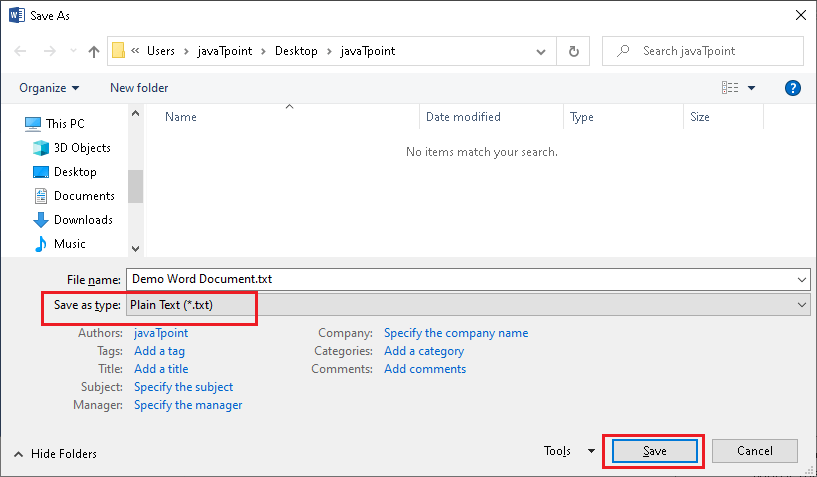 Save As
« Users > javaTpoint > Desktop > javaTpoint
Search javaTpoint
Organize
New folder
?
This PC
3D Objects
Desktop
Documents
Downloads
Music
Name
Date modified
Type
Size
No items match your search.
File name: Demo Word Document.txt
Save as type: Plain Text (*.txt)
Authors: javaTpoint
Tags: Add a tag
Title: Add a title
Subject: Specify the subject
Manager: Specify the manager
Company: Specify the company name
Categories: Add a category
Comments: Add comments
Hide Folders
Tools
Save
Cancel